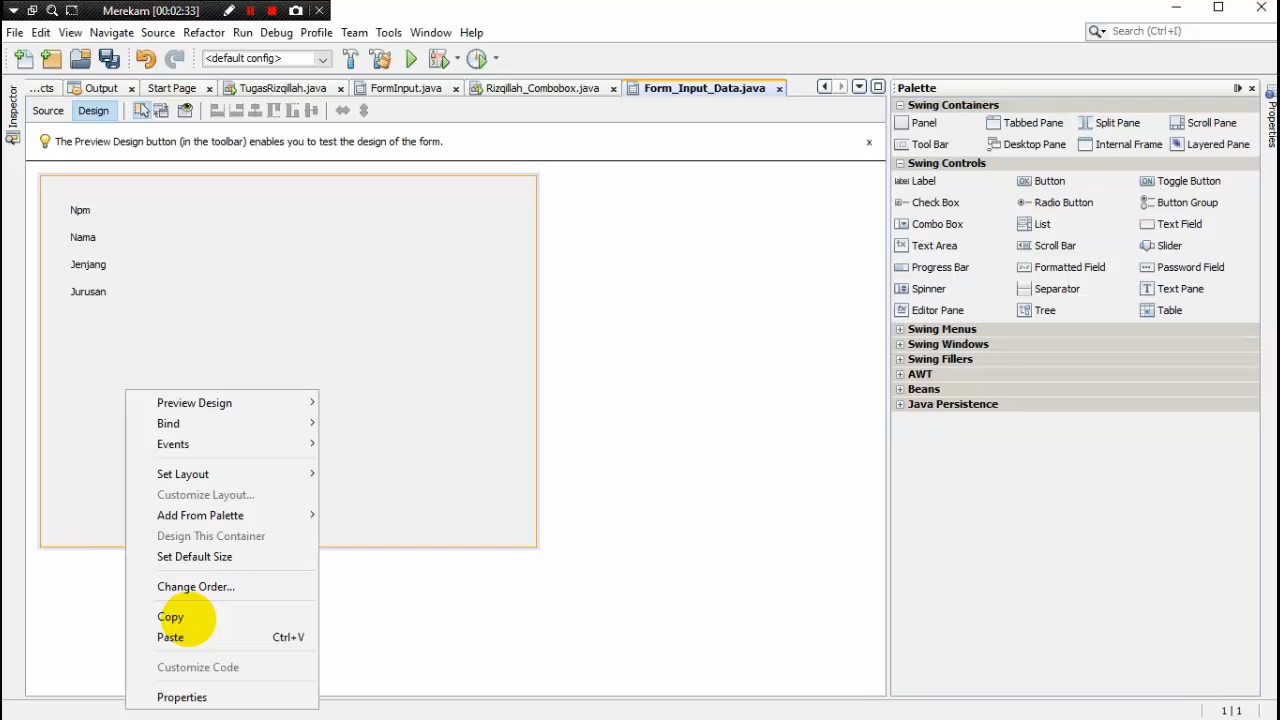 Merekam [00:02:33]
File Edit View Navigate Source Refactor Run Debug Profile Team Tools Window Help
Search (Ctrl+I)
<default config>
...cts Output Start Page TugasRizqillah.java FormInput.java Rizqillah_Combobox.java Form_Input_Data.java
Source Design
The Preview Design button (in the toolbar) enables you to test the design of the form. x
Inspector
Npm
Nama
Jenjang
Jurusan
Preview Design
Bind
Events
Set Layout
Customize Layout...
Add From Palette
Design This Container
Set Default Size
Change Order...
Copy
Paste Ctrl+V
Customize Code
Properties
Palette
Swing Containers
Panel Tabbed Pane Split Pane Scroll Pane
Tool Bar Desktop Pane Internal Frame Layered Pane
Swing Controls
label Label OK Button ON Toggle Button
Check Box Radio Button Button Group
Combo Box List Text Field
Text Area Scroll Bar Slider
Progress Bar Formatted Field Password Field
Spinner Separator T Text Pane
Editor Pane Tree Table
Swing Menus
Swing Windows
Swing Fillers
AWT
Beans
Java Persistence
Properties
1 | 1